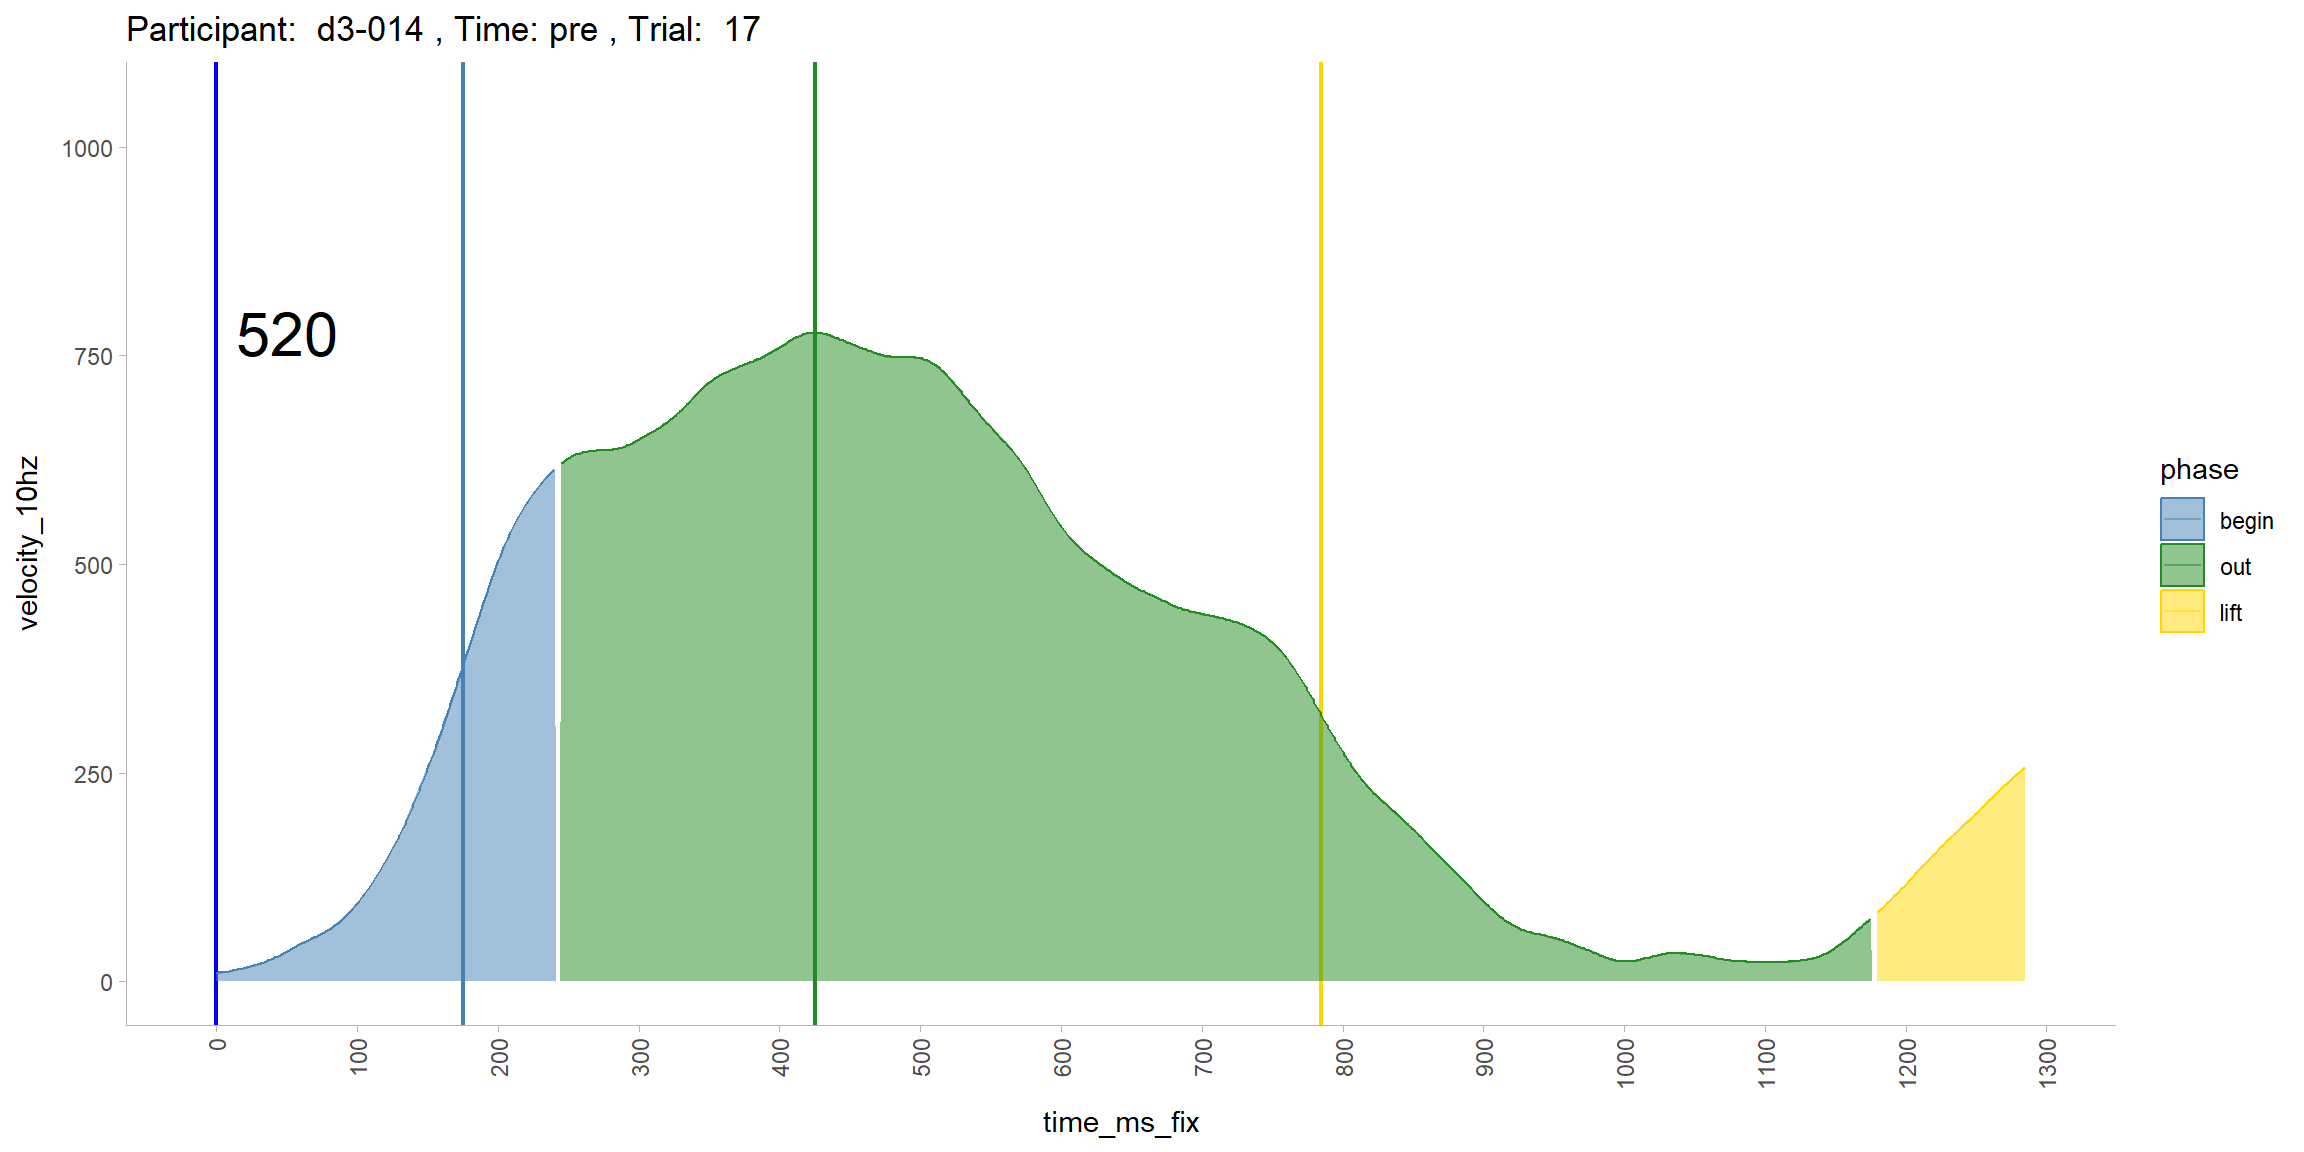 Participant:  d3-014 , Time: pre , Trial:  17
1000
750
500
250
0
velocity_10hz
520
0
100
200
300
400
500
600
700
800
900
1000
1100
1200
1300
time_ms_fix
phase
begin
out
lift